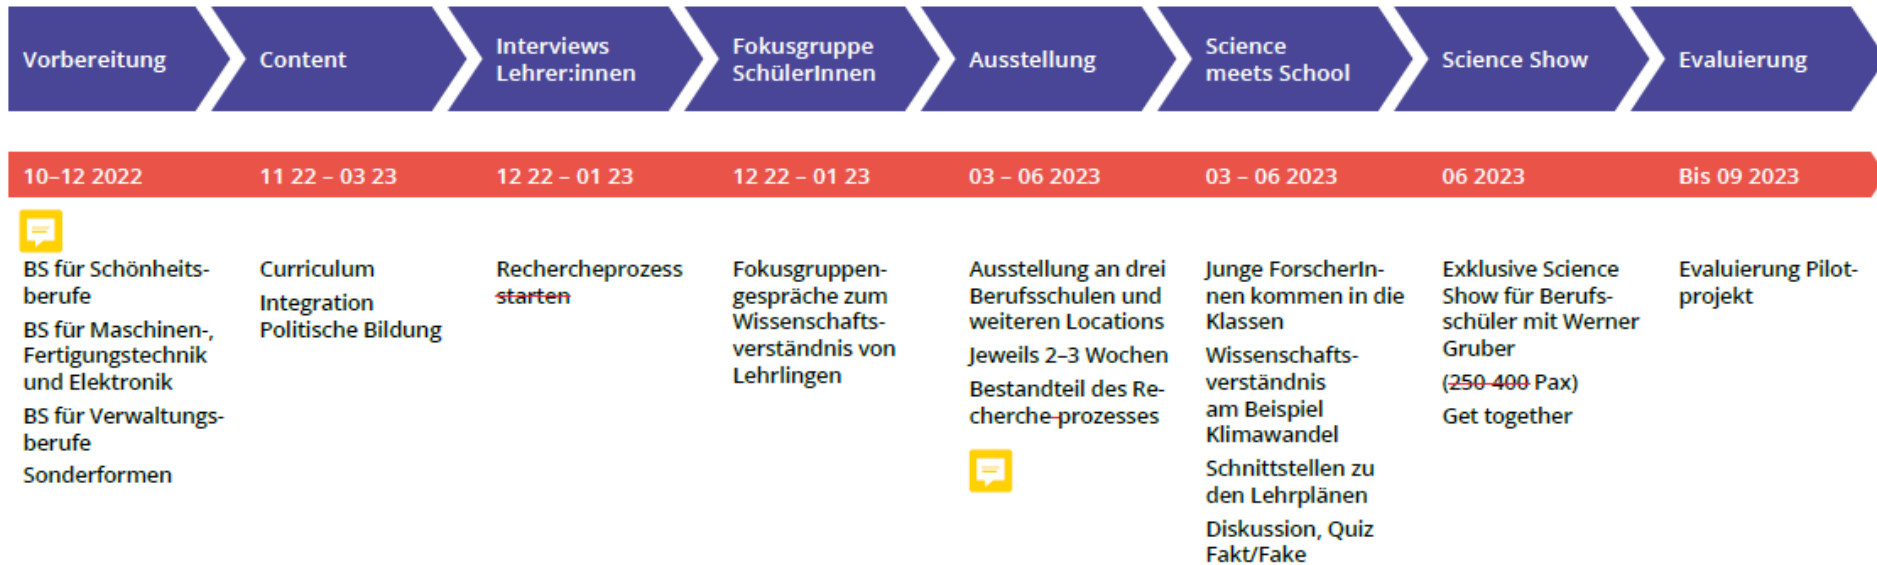 Vorbereitung
Content
Interviews
Lehrer:innen
Fokusgruppe
SchülerInnen
Ausstellung
Science
meets School
Science Show
Evaluierung
10–12 2022
11 22 – 03 23
12 22 – 01 23
12 22 – 01 23
03 – 06 2023
03 – 06 2023
06 2023
Bis 09 2023
BS für Schönheits-
berufe
BS für Maschinen-,
Fertigungstechnik
und Elektronik
BS für Verwaltungs-
berufe
Sonderformen
Curriculum
Integration
Politische Bildung
Rechercheprozess
starten
Fokusgruppen-
gespräche zum
Wissenschafts-
verständnis von
Lehrlingen
Ausstellung an drei
Berufsschulen und
weiteren Locations
Jeweils 2–3 Wochen
Bestandteil des Re-
cherche-prozesses
Junge ForscherIn-
nen kommen in die
Klassen
Wissenschafts-
verständnis
am Beispiel
Klimawandel
Schnittstellen zu
den Lehrplänen
Diskussion, Quiz
Fakt/Fake
Exklusive Science
Show für Berufs-
schüler mit Werner
Gruber
(250-400 Pax)
Get together
Evaluierung Pilot-
projekt